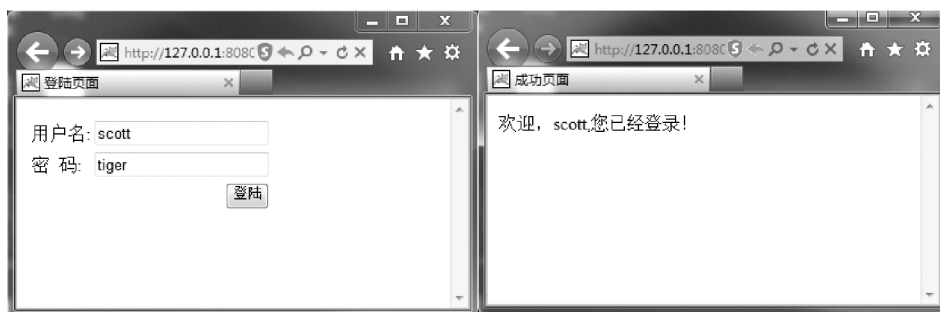 http://127.0.0.1:8080
登陆页面
用户名: scott
密 码: tiger
登陆
http://127.0.0.1:8080
成功页面
欢迎，scott,您已经登录!